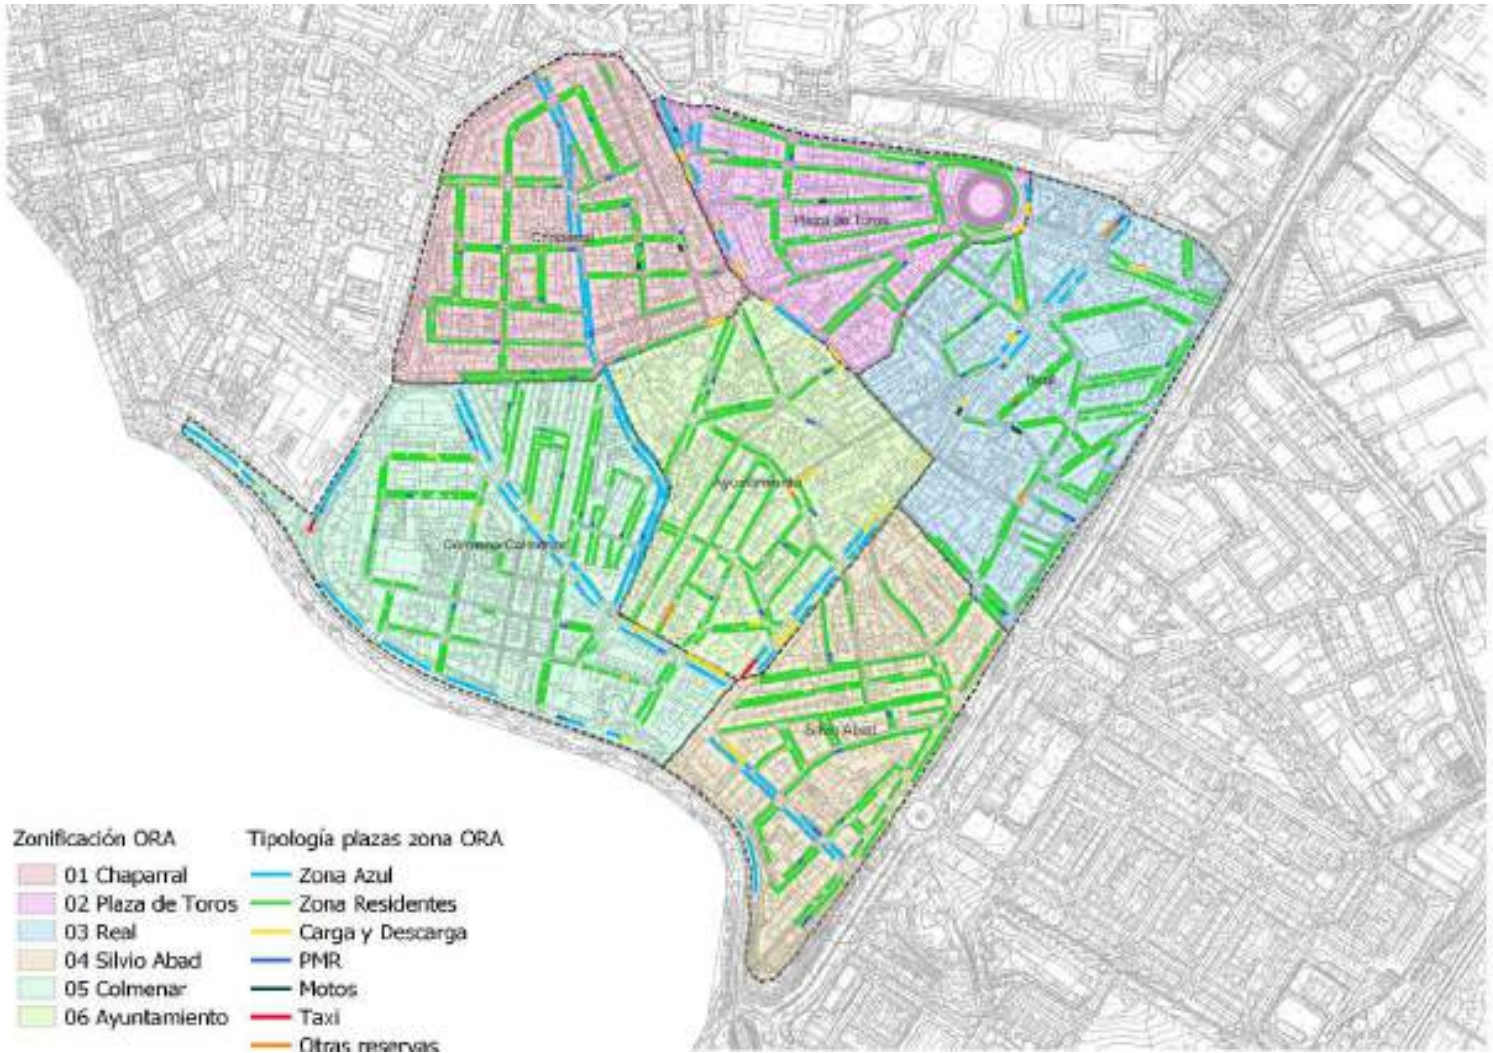 Chaparral
Plaza de Toros
Real
Ayuntamiento
Silvio Abad
Zonificación ORA
01 Chaparral
02 Plaza de Toros
03 Real
04 Silvio Abad
05 Colmenar
06 Ayuntamiento
Tipología plazas zona ORA
Zona Azul
Zona Residentes
Carga y Descarga
PMR
Motos
Taxi
Otras reservas